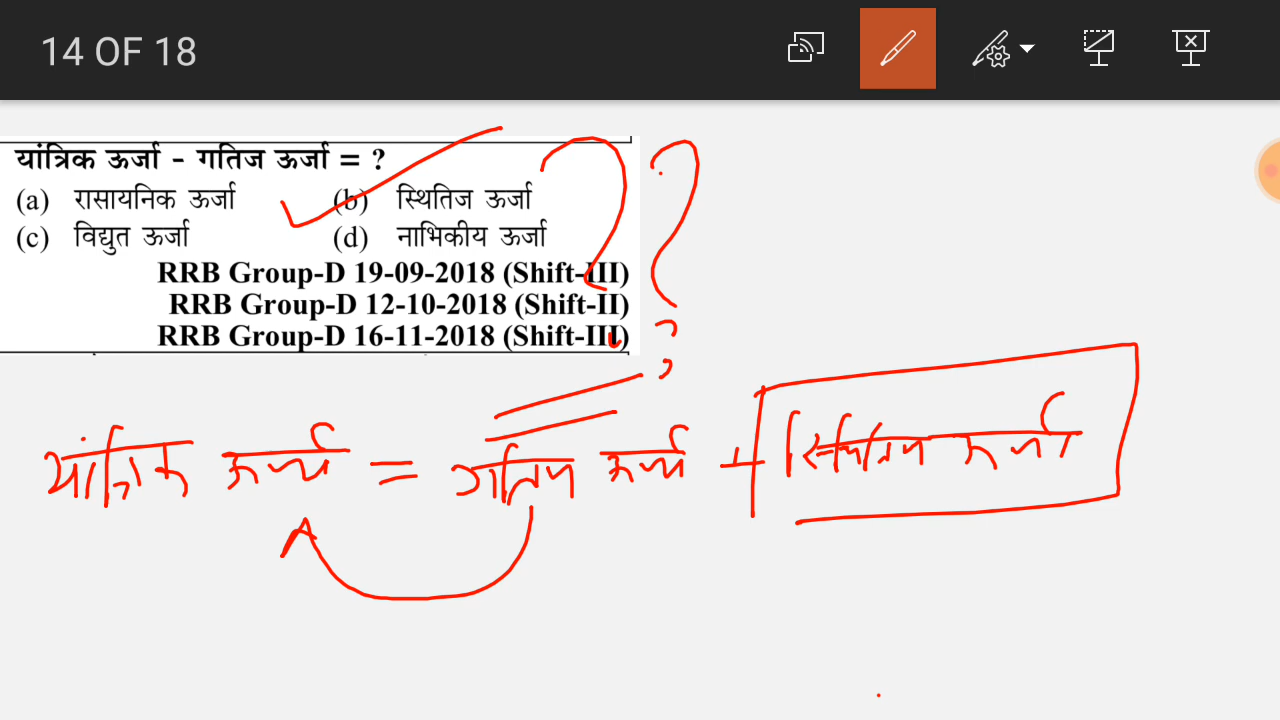 14 OF 18
यांत्रिक ऊर्जा - गतिज ऊर्जा = ?
(a) रासायनिक ऊर्जा (b) स्थितिज ऊर्जा
(c) विद्युत ऊर्जा (d) नाभिकीय ऊर्जा
RRB Group-D 19-09-2018 (Shift-III)
RRB Group-D 12-10-2018 (Shift-II)
RRB Group-D 16-11-2018 (Shift-III)
यांत्रिक ऊर्जा = गतिज ऊर्जा + स्थितिज ऊर्जा